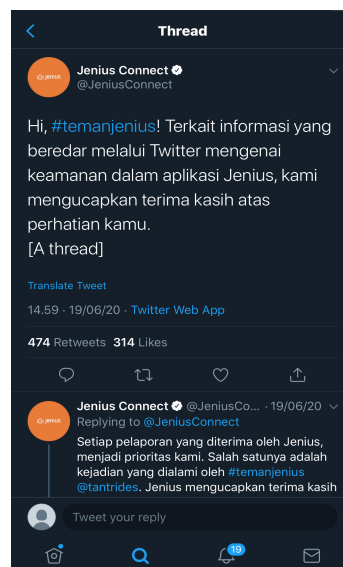 Thread
Jenius Connect
@JeniusConnect
jenius
Hi, #temanjenius! Terkait informasi yang
beredar melalui Twitter mengenai
keamanan dalam aplikasi Jenius, kami
mengucapkan terima kasih atas
perhatian kamu.
[A thread]
Translate Tweet
14.59 · 19/06/20 · Twitter Web App
474 Retweets 314 Likes
Jenius Connect @JeniusCo... · 19/06/20
Replying to @JeniusConnect
jenius
Setiap pelaporan yang diterima oleh Jenius,
menjadi prioritas kami. Salah satunya adalah
kejadian yang dialami oleh #temanjenius
@tantrides. Jenius mengucapkan terima kasih
Tweet your reply
19